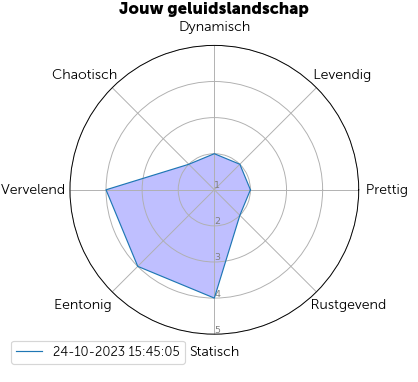 Jouw geluidslandschap
Dynamisch
Chaotisch
Levendig
Vervelend
Prettig
1
2
3
4
5
Eentonig
Rustgevend
Statisch
24-10-2023 15:45:05